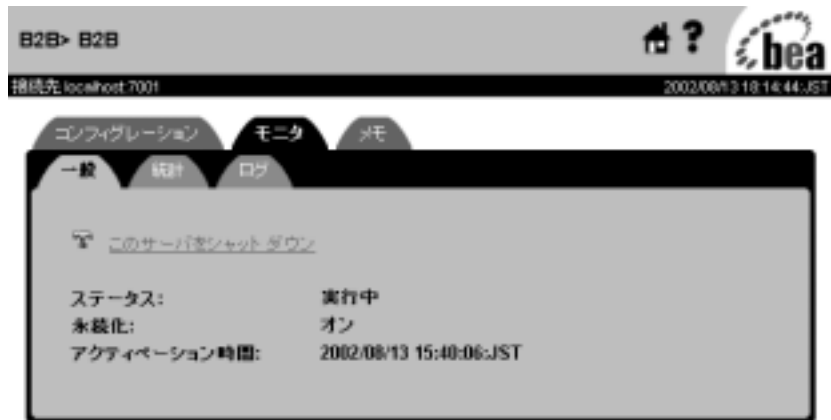 B2B> B2B
bea
接続先 localhost:7001
2002/08/13 18:14:44:JST
コンフィグレーション モニタ メモ
一般 統計 ログ
このサーバをシャット ダウン
ステータス: 実行中
永続化: オン
アクティベーション時間: 2002/08/13 15:40:06:JST